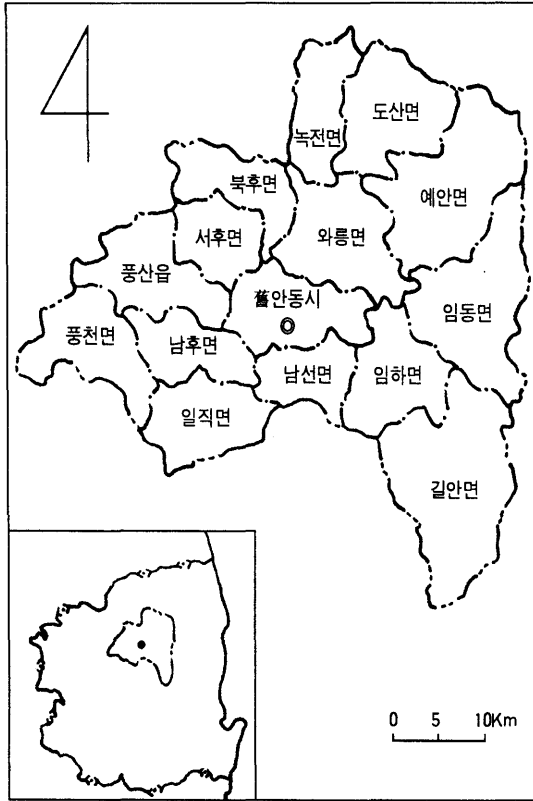 도산면
녹전면
북후면
예안면
서후면
와룡면
풍산읍
舊안동시
임동면
풍천면
남후면
남선면
임하면
일직면
길안면
0 5 10Km